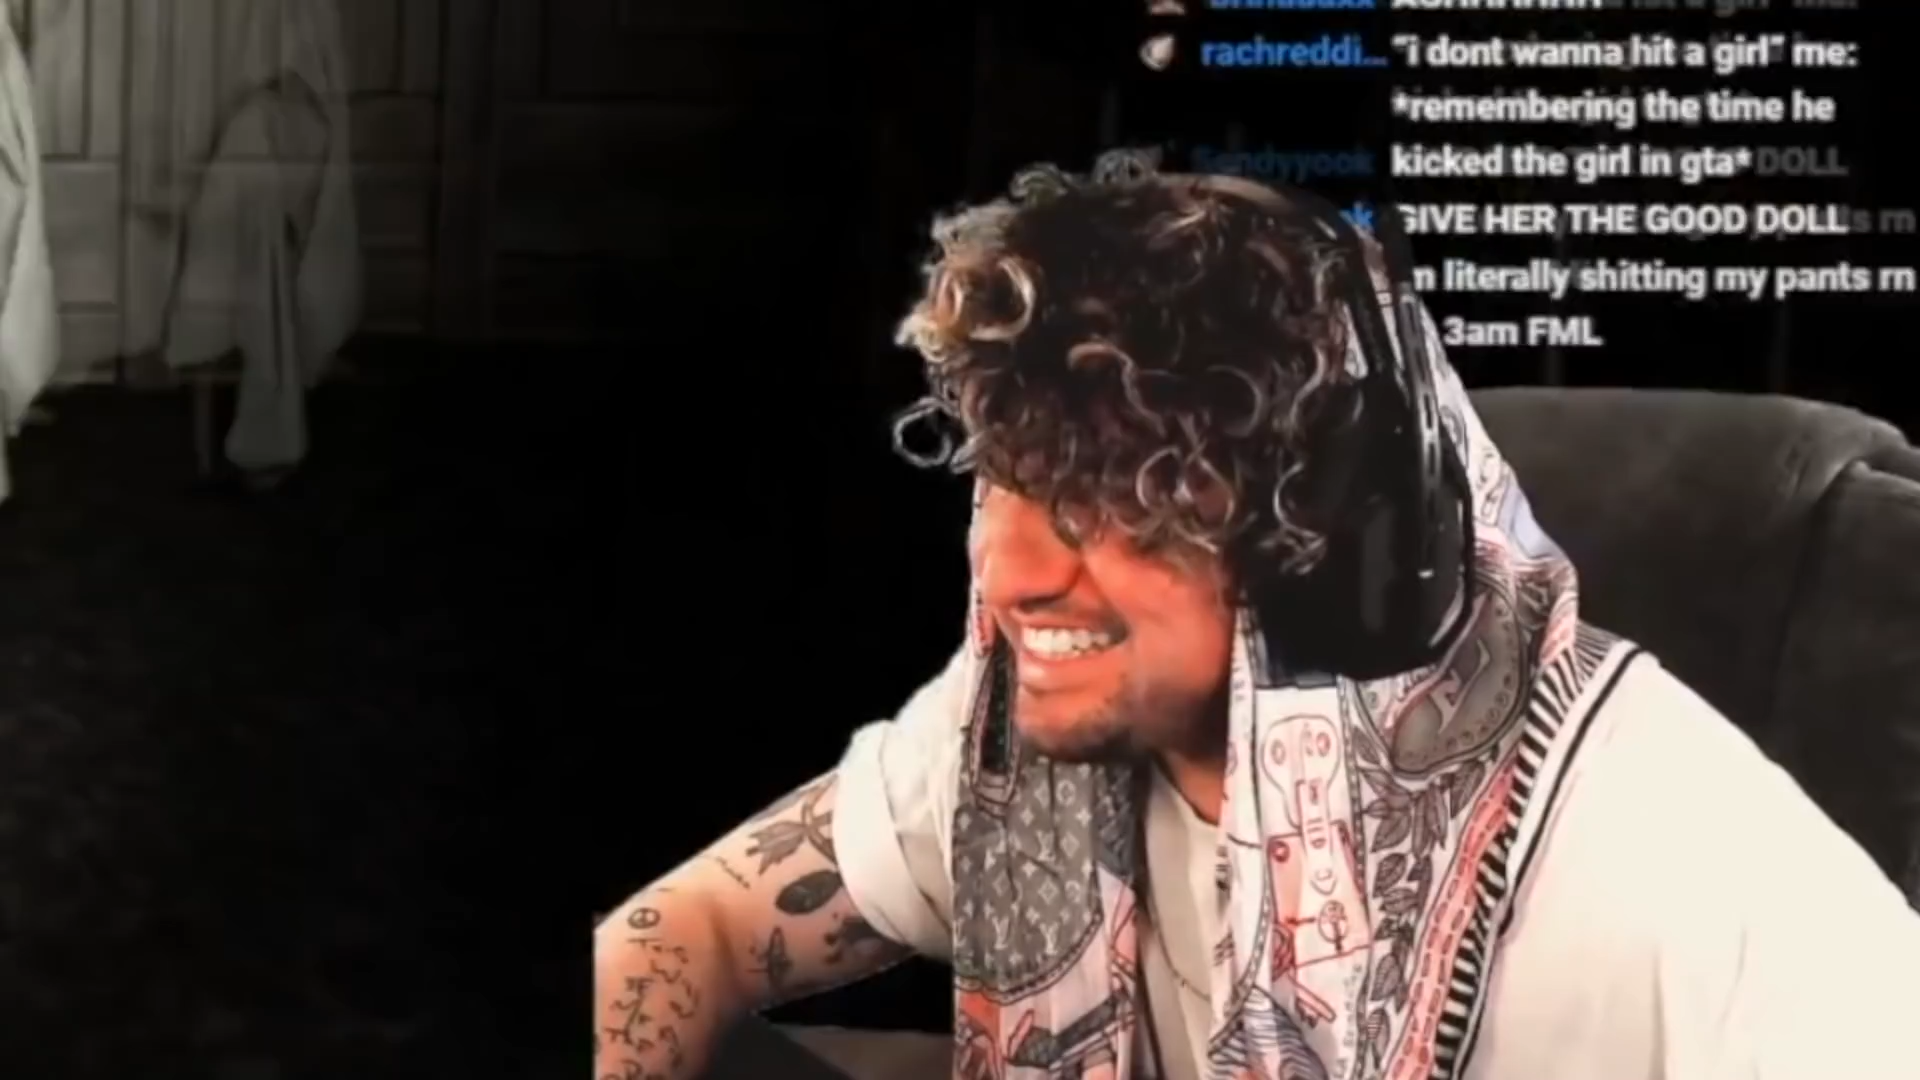 rachreddi... "i dont wanna hit a girl" me:
*remembering the time he
kicked the girl in gta*
GIVE HER THE GOOD DOLL
literally shitting my pants rn
3am FML